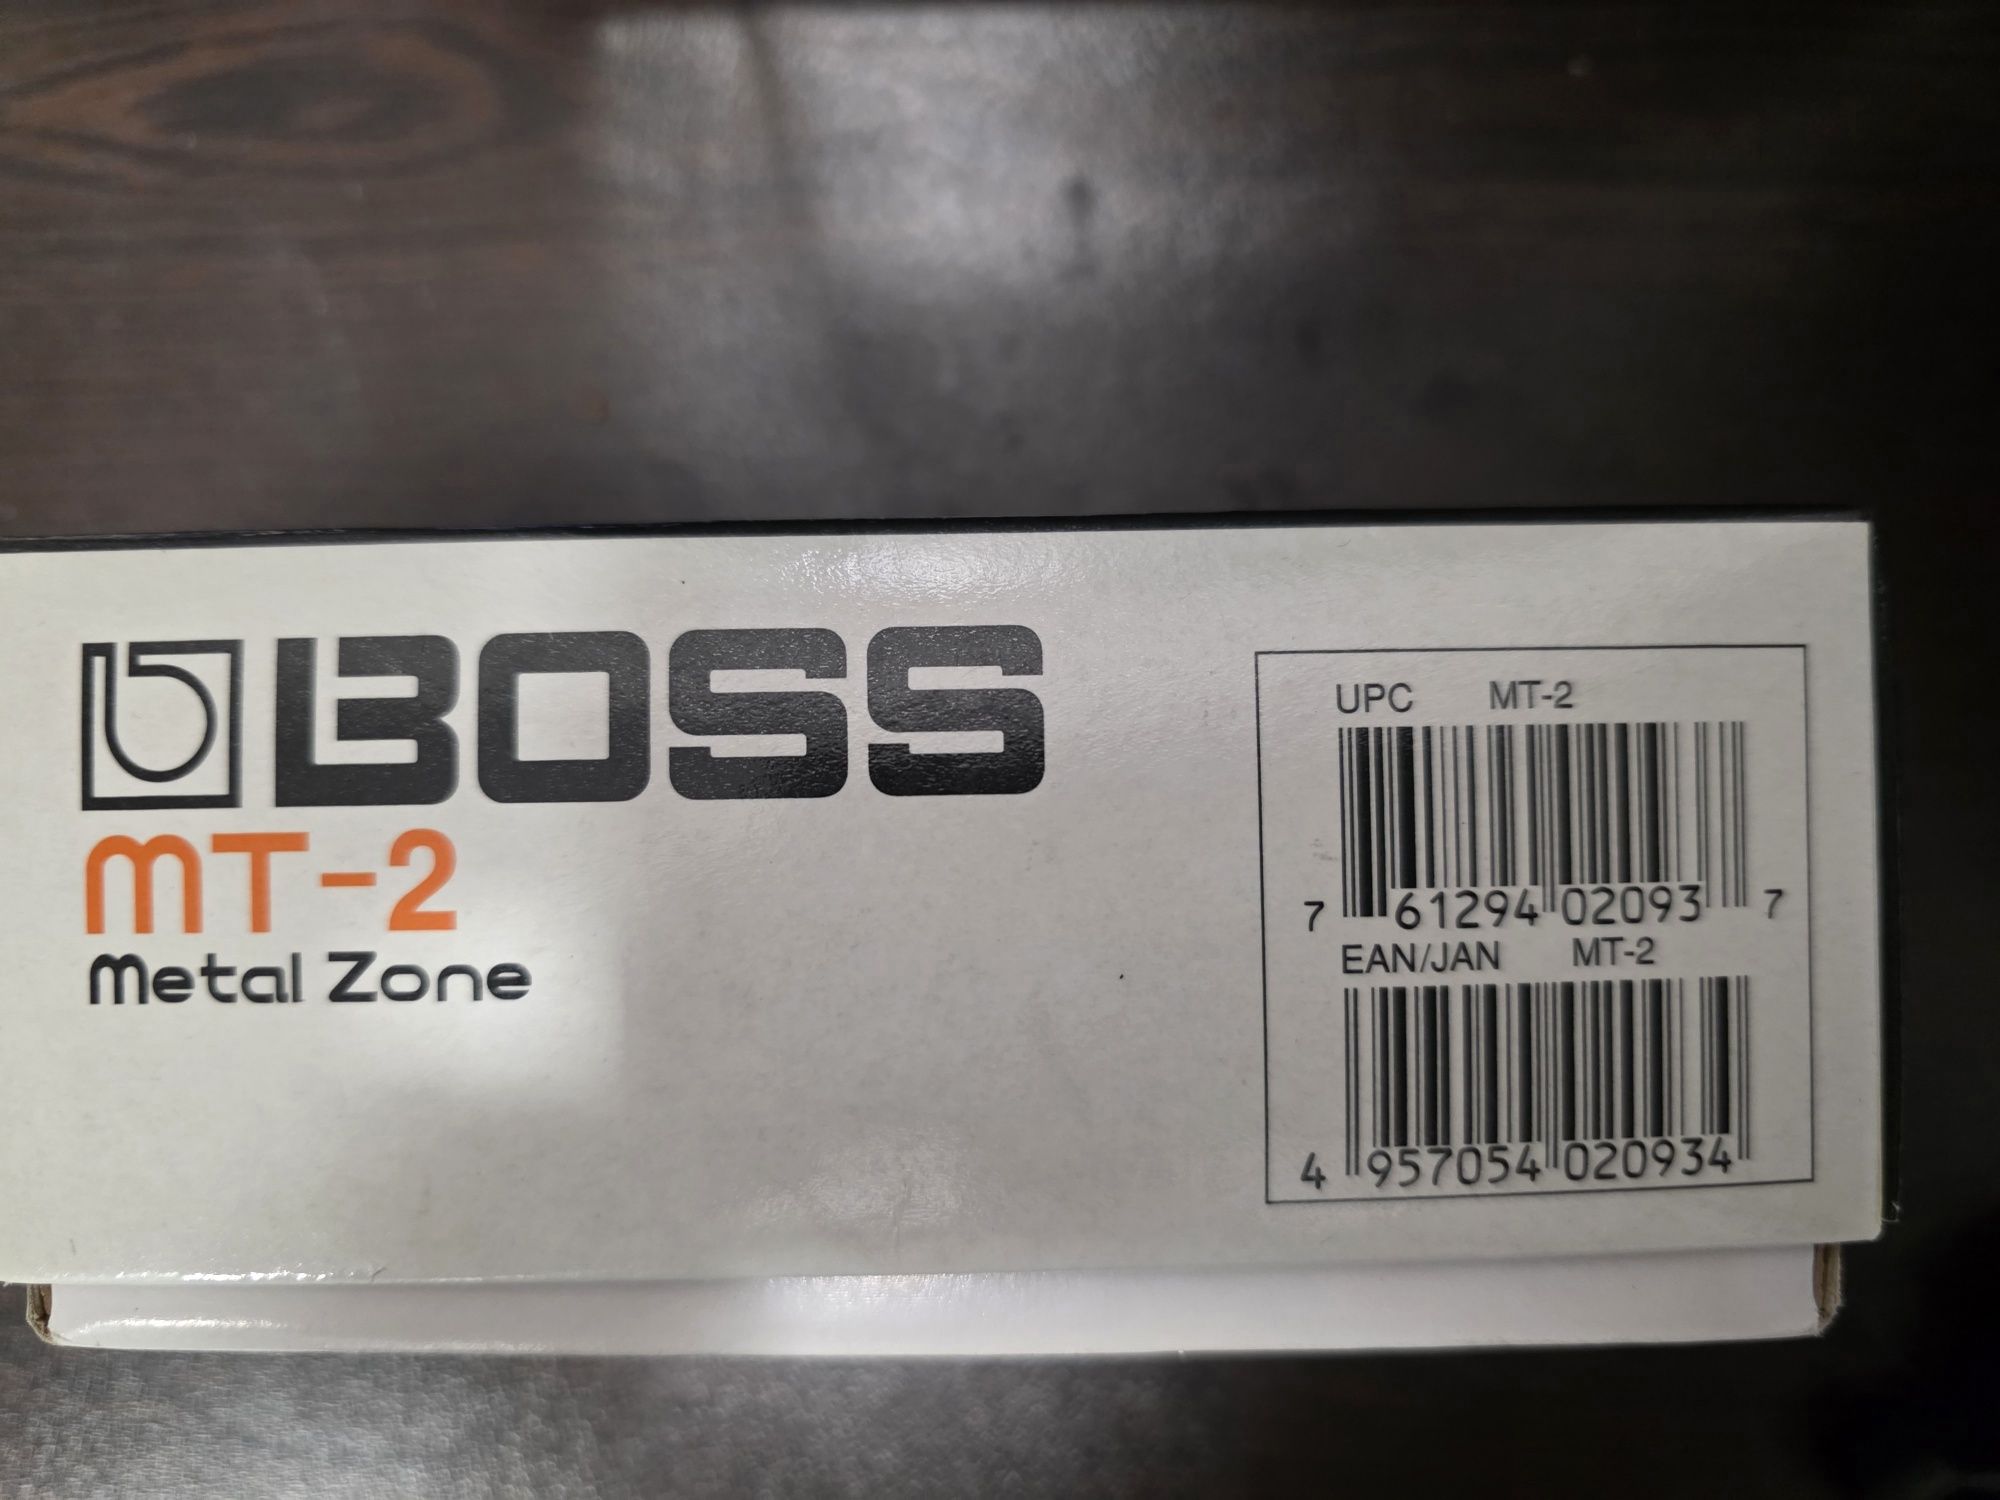 BOSS
MT-2
Metal Zone
UPC MT-2
7 61294 02093 7
EAN/JAN MT-2
4 957054 020934